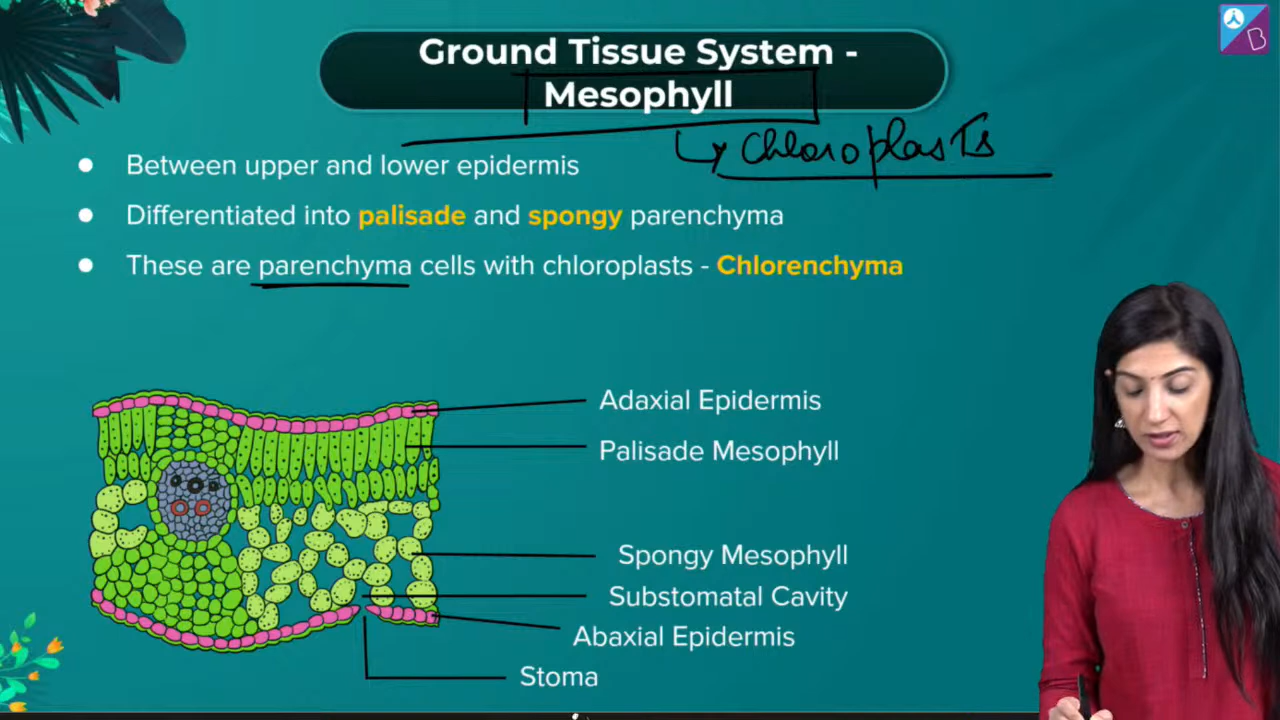 Ground Tissue System -
Mesophyll
Chloroplasts
● Between upper and lower epidermis
● Differentiated into palisade and spongy parenchyma
● These are parenchyma cells with chloroplasts - Chlorenchyma
Adaxial Epidermis
Palisade Mesophyll
Spongy Mesophyll
Substomatal Cavity
Abaxial Epidermis
Stoma
B